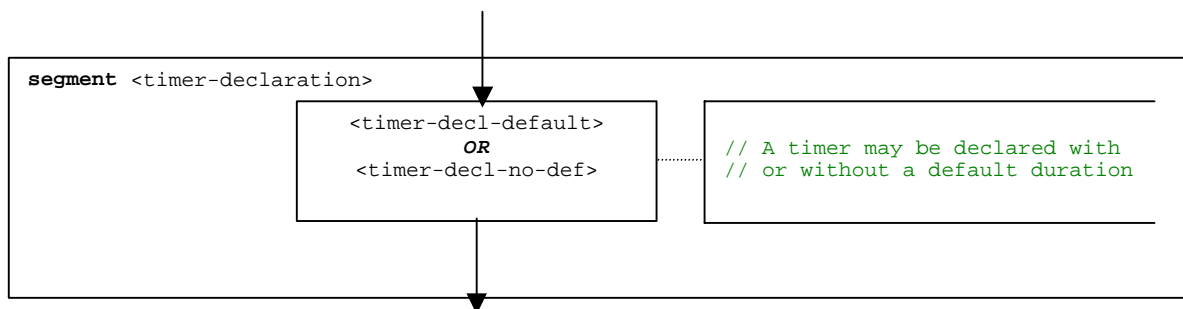 segment <timer-declaration>
<timer-decl-default>
OR
<timer-decl-no-def>
// A timer may be declared with
// or without a default duration